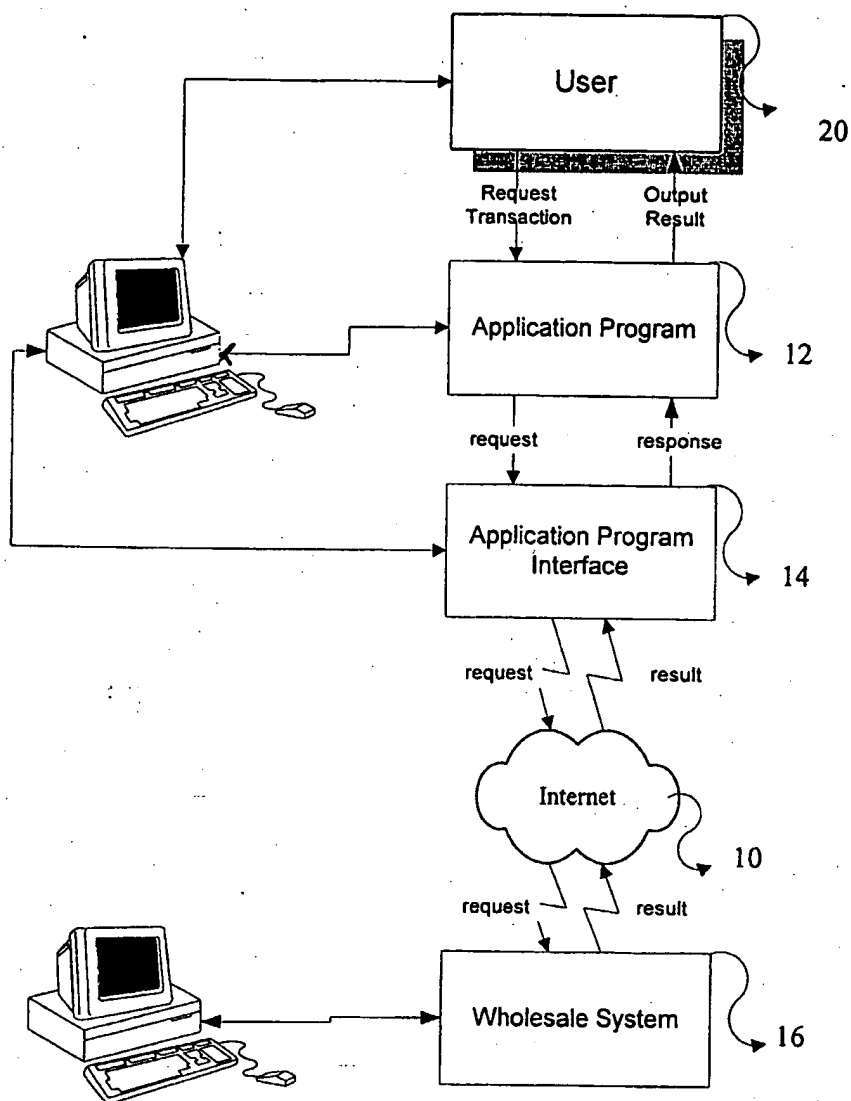 User
20
Request
Transaction
Output
Result
Application Program
12
request
response
Application Program
Interface
14
request
result
Internet
10
request
result
Wholesale System
16